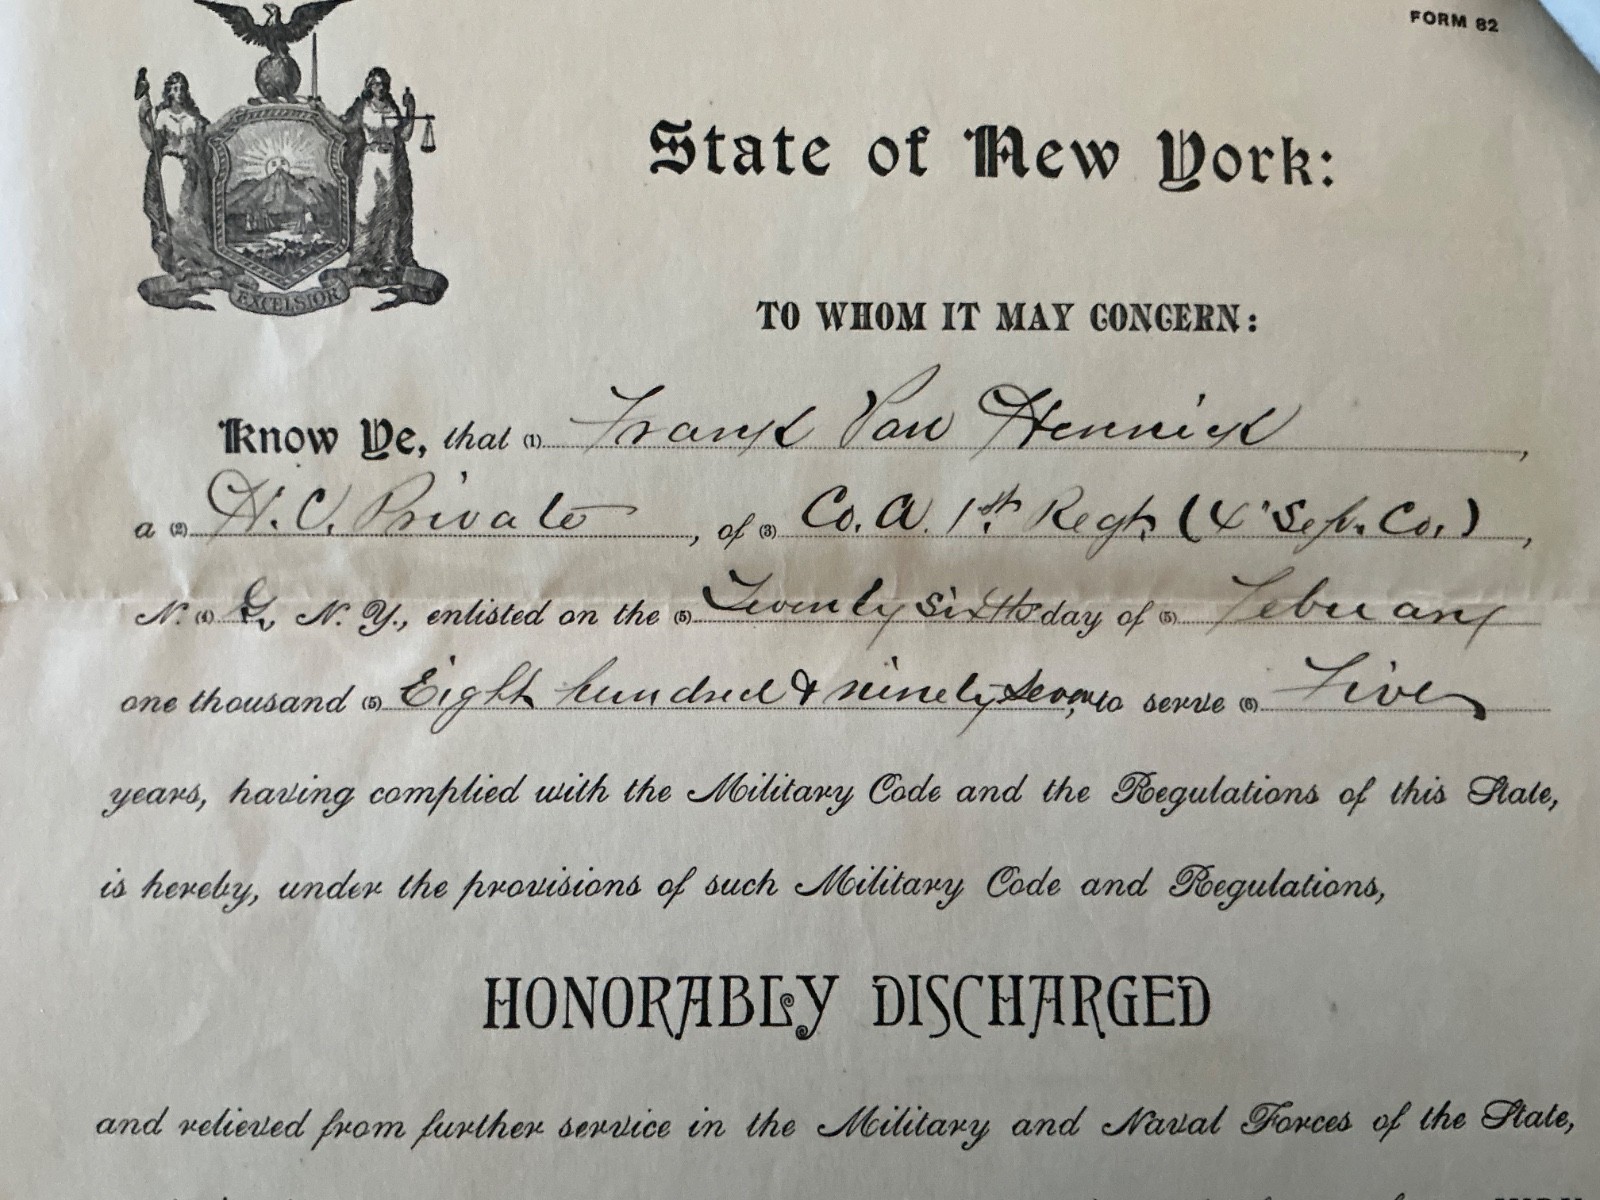 FORM 82
EXCELSIOR
State of New York:
TO WHOM IT MAY CONCERN:
Know Ye, that (1) Frank Van Hennick,
a (2) H. C. Private, of (3) Co. A. 1st Regt. (4' Sep. Co.),
N. (4) G, N. Y., enlisted on the (5) Twenty sixth day of (5) Febuary
one thousand (5) Eight hundred & ninety seven, to serve (6) Five
years, having complied with the Military Code and the Regulations of this State,
is hereby, under the provisions of such Military Code and Regulations,
HONORABLY DISCHARGED
and relieved from further service in the Military and Naval Forces of the State,